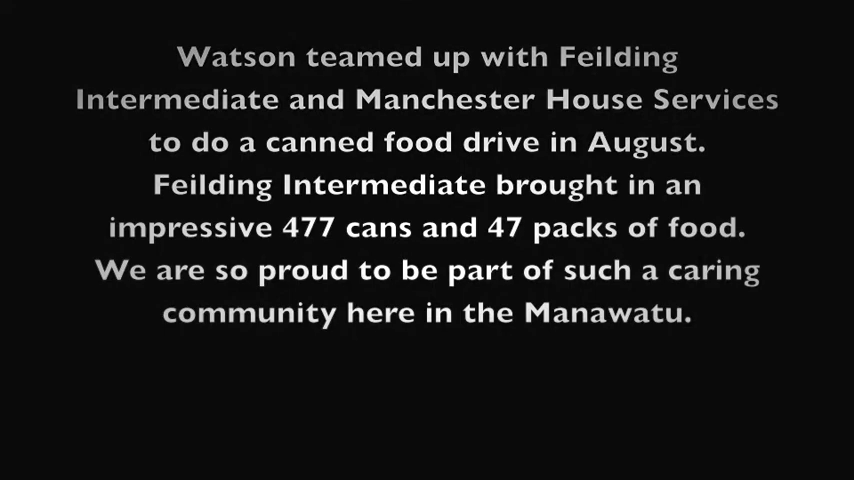 Watson teamed up with Feilding
Intermediate and Manchester House Services
to do a canned food drive in August.
Feilding Intermediate brought in an
impressive 477 cans and 47 packs of food.
We are so proud to be part of such a caring
community here in the Manawatu.